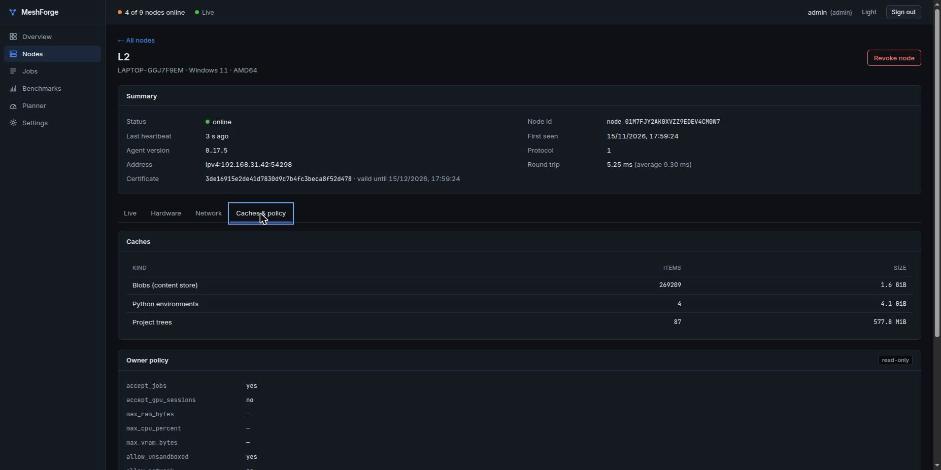 MeshForge
4 of 9 nodes online
Live
admin (admin)
Light
Sign out
Overview
Nodes
Jobs
Benchmarks
Planner
Settings
← All nodes
L2
LAPTOP-GGJ7F9EM · Windows 11 · AMD64
Revoke node
Summary
Status online
Last heartbeat 3 s ago
Agent version 0.17.5
Address ipv4:192.168.31.42:54298
Certificate · valid until 15/12/2026, 17:59:24
Node id
First seen 15/11/2026, 17:59:24
Protocol 1
Round trip 5.25 ms (average 9.30 ms)
Live Hardware Network Caches & policy
Caches
KIND ITEMS SIZE
Blobs (content store) 269209 1.6 GiB
Python environments 4 4.1 GiB
Project trees 87 577.8 MiB
Owner policy
read-only
accept_jobs yes
accept_gpu_sessions no
max_ram_bytes —
max_cpu_percent —
max_vram_bytes —
allow_unsandboxed yes